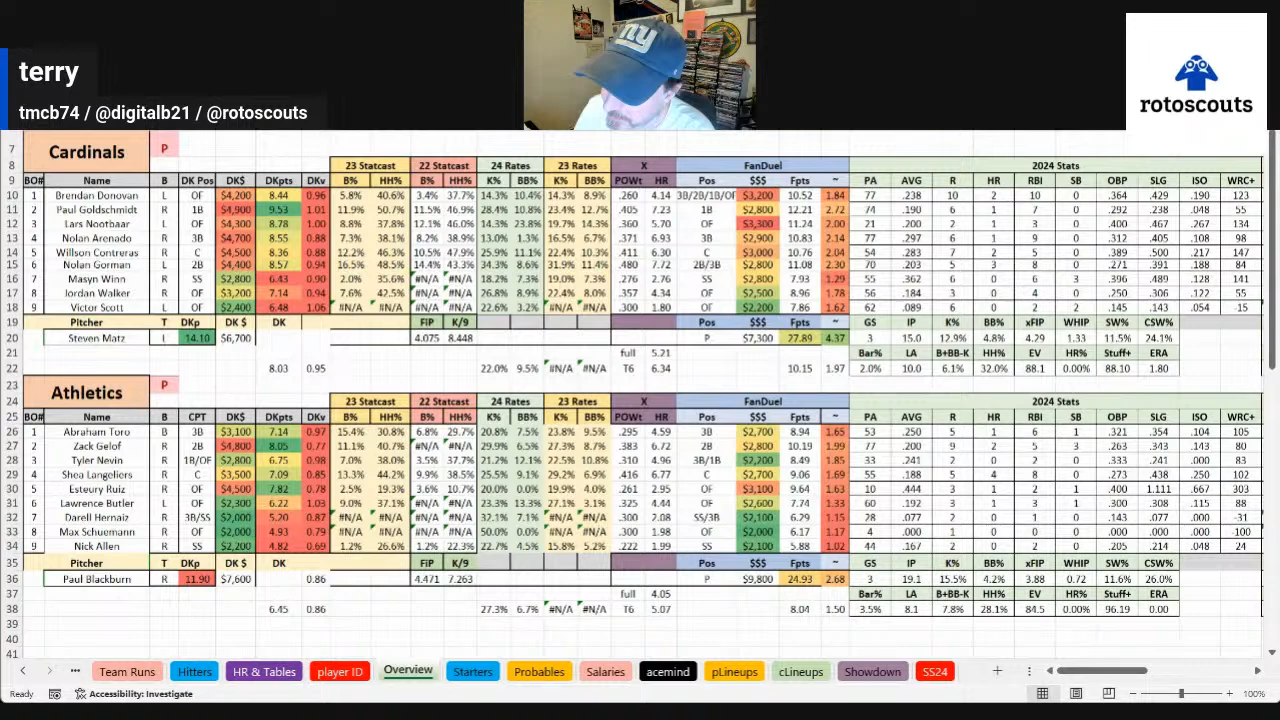 terry
tmcb74 / @digitalb21 / @rotoscouts
ny
rotoscouts
7 Cardinals P
8 23 Statcast 22 Statcast 24 Rates 23 Rates X FanDuel 2024 Stats
9 BO# Name B DK Pos DK$ DKpts DKv B% HH% B% HH% K% BB% K% BB% POWt HR Pos $$$ Fpts ~ PA AVG R HR RBI SB OBP SLG ISO WRC+
10 1 Brendan Donovan L OF $4,200 8.44 0.96 5.8% 40.6% 3.4% 37.7% 14.3% 10.4% 14.3% 8.9% .260 4.14 3B/2B/1B/OF $3,200 10.52 1.84 77 .238 10 2 10 0 .364 .429 .190 123
11 2 Paul Goldschmidt R 1B $4,900 9.53 1.01 11.9% 50.7% 11.5% 46.9% 28.4% 10.8% 23.4% 12.7% .405 7.23 1B $2,800 12.21 2.72 74 .190 6 1 7 0 .292 .238 .048 55
12 3 Lars Nootbaar L OF $4,300 8.78 1.00 8.8% 37.8% 12.1% 46.0% 14.3% 23.8% 19.7% 14.3% .360 5.70 OF $3,300 11.24 2.00 21 .200 2 1 3 0 .400 .467 .267 134
13 4 Nolan Arenado R 3B $4,700 8.55 0.88 7.3% 38.1% 8.2% 38.9% 13.0% 1.3% 16.5% 6.7% .371 6.93 3B $2,900 10.83 2.14 77 .297 6 1 9 0 .312 .405 .108 98
14 5 Willson Contreras R C $4,500 8.36 0.88 12.2% 46.3% 10.5% 47.9% 25.9% 11.1% 22.4% 10.3% .411 6.80 C $3,000 10.76 2.04 54 .283 7 2 5 0 .389 .500 .217 147
15 6 Nolan Gorman L 2B $4,400 8.57 0.94 16.5% 48.5% 14.4% 43.3% 34.3% 8.6% 31.9% 11.4% .480 7.72 2B/3B $2,800 11.08 2.30 70 .203 5 3 8 0 .271 .391 .188 84
16 7 Masyn Winn R SS $2,800 6.43 0.90 2.0% 35.6% #N/A #N/A 18.2% 7.3% 19.0% 7.3% .276 2.76 SS $2,800 7.93 1.29 55 .362 6 0 6 3 .396 .489 .128 141
17 8 Jordan Walker R OF $3,200 7.14 0.94 7.6% 42.5% #N/A #N/A 26.8% 8.9% 22.4% 8.0% .357 4.34 OF $2,500 8.96 1.78 56 .184 3 0 4 0 .250 .306 .122 55
18 9 Victor Scott L OF $2,400 6.48 1.06 #N/A #N/A #N/A #N/A 22.6% 3.2% #N/A #N/A .300 1.80 OF $2,200 7.86 1.62 62 .089 6 0 2 2 .145 .143 .054 -15
19 Pitcher T DKp DK $ DK FiP K/9 Pos $$$ Fpts ~ GS IP K% BB% xFIP WHIP SW% CSW%
20 Steven Matz L 14.10 $6,700 4.075 8.448 P $7,300 27.89 4.37 3 15.0 12.9% 4.8% 4.29 1.33 11.5% 24.1%
21 full 5.21 Bar% LA B+BB-K HH% EV HR% Stuff+ ERA
22 8.03 0.95 22.0% 9.5% #N/A #N/A T6 6.34 10.15 1.97 2.0% 10.0 6.1% 32.0% 88.1 0.00% 88.10 1.80
23 Athletics P
24 23 Statcast 22 Statcast 24 Rates 23 Rates X FanDuel 2024 Stats
25 BO# Name B CPT DK$ DKpts DKv B% HH% B% HH% K% BB% K% BB% POWt HR Pos $$$ Fpts ~ PA AVG R HR RBI SB OBP SLG ISO WRC+
26 1 Abraham Toro B 3B $3,100 7.14 0.97 15.4% 30.8% 6.8% 29.7% 20.8% 7.5% 23.8% 9.5% .295 4.59 3B $2,700 8.94 1.65 53 .250 5 1 6 1 .321 .354 .104 105
27 2 Zack Gelof R 2B $4,800 8.05 0.77 11.1% 40.7% #N/A #N/A 29.9% 6.5% 27.3% 8.7% .383 6.72 2B $2,800 10.19 1.99 77 .200 9 2 5 3 .263 .343 .143 80
28 3 Tyler Nevin R 1B/OF $2,800 6.75 0.98 7.0% 38.0% 3.5% 37.7% 21.2% 12.1% 22.5% 10.8% .310 4.96 3B/1B $2,200 8.49 1.85 33 .241 2 0 2 0 .333 .241 .000 83
29 4 Shea Langeliers R C $3,500 7.09 0.85 13.3% 44.2% 9.9% 38.5% 25.5% 9.1% 29.2% 6.9% .416 6.77 C $2,700 9.06 1.69 55 .188 5 4 8 0 .273 .438 .250 102
30 5 Esteury Ruiz R OF $4,500 7.82 0.78 2.5% 19.3% 3.6% 10.7% 20.0% 0.0% 19.9% 4.0% .261 2.95 OF $3,100 9.64 1.63 10 .444 3 1 2 1 .400 1.111 .667 303
31 6 Lawrence Butler L OF $2,300 6.22 1.03 9.0% 37.1% #N/A #N/A 23.3% 13.3% 27.1% 3.1% .325 4.44 OF $2,600 7.74 1.33 60 .192 3 1 1 0 .300 .308 .115 88
32 7 Darell Hernaiz R 3B/SS $2,000 5.20 0.87 #N/A #N/A #N/A #N/A 32.1% 7.1% #N/A #N/A .300 2.08 SS/3B $2,100 6.29 1.15 28 .077 2 0 1 0 .143 .077 .000 -31
33 8 Max Schuemann R OF $2,000 4.93 0.79 #N/A #N/A #N/A #N/A 50.0% 0.0% #N/A #N/A .300 1.98 OF $2,000 6.17 1.17 4 .000 1 0 0 0 .000 .000 .000 -100
34 9 Nick Allen R SS $2,200 4.82 0.69 1.2% 26.6% 1.2% 22.3% 22.7% 4.5% 15.8% 5.2% .222 1.99 SS $2,100 5.88 1.02 44 .167 2 0 2 0 .205 .214 .048 24
35 Pitcher T DKp DK $ DK FiP K/9 Pos $$$ Fpts ~ GS IP K% BB% xFIP WHIP SW% CSW%
36 Paul Blackburn R 11.90 $7,600 0.86 4.471 7.263 P $9,800 24.93 2.68 3 19.1 15.5% 4.2% 3.88 0.72 11.6% 26.0%
37 full 4.05 Bar% LA B+BB-K HH% EV HR% Stuff+ ERA
38 6.45 0.86 27.3% 6.7% #N/A #N/A T6 5.07 8.04 1.50 3.5% 8.1 7.8% 28.1% 84.5 0.00% 96.19 0.00
39
40
41
Team Runs Hitters HR & Tables player ID Overview Starters Probables Salaries acemind pLineups cLineups Showdown SS24
Ready Accessibility: Investigate 100%